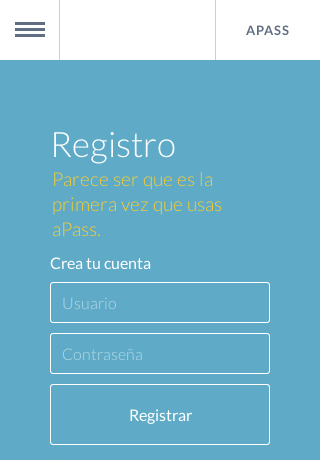 APASS
Registro
Parece ser que es la
primera vez que usas
aPass.
Crea tu cuenta
Usuario
Contraseña
Registrar